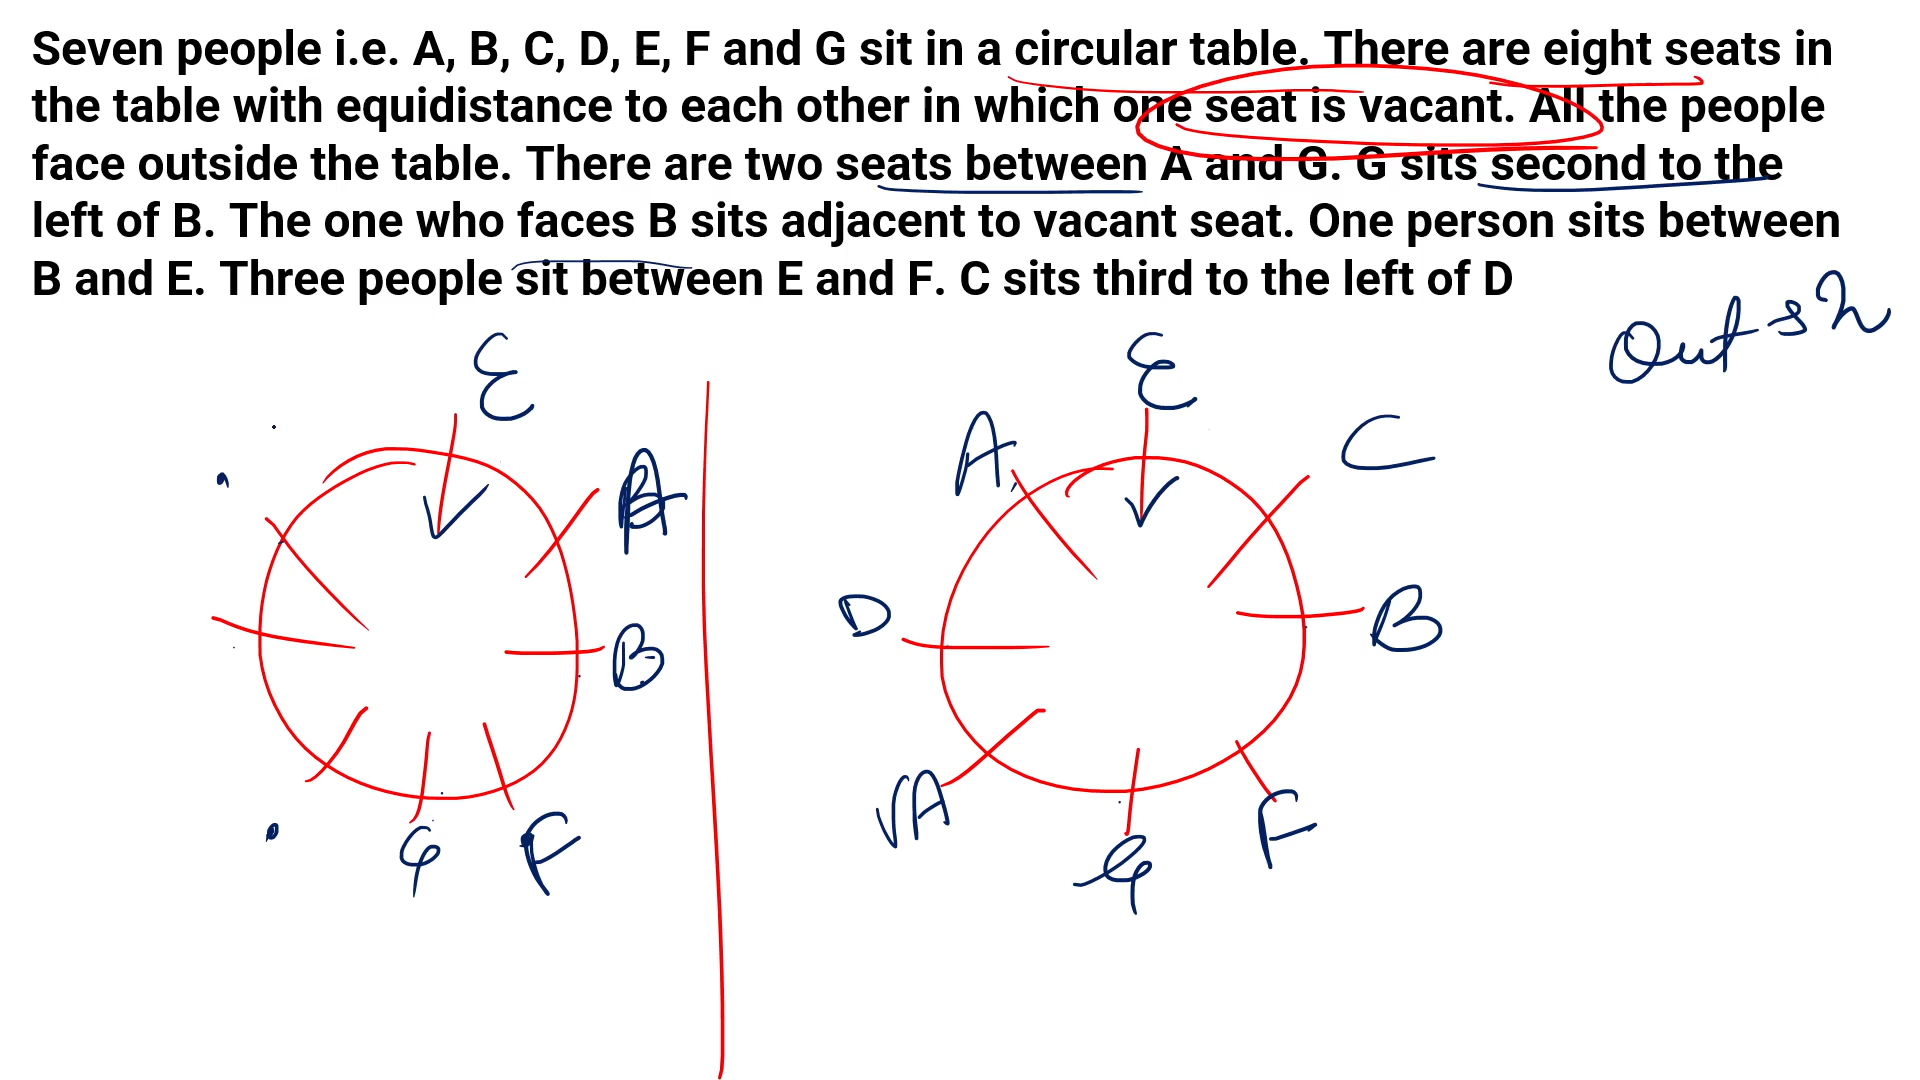 Seven people i.e. A, B, C, D, E, F and G sit in a circular table. There are eight seats in
the table with equidistance to each other in which one seat is vacant. All the people
face outside the table. There are two seats between A and G. G sits second to the
left of B. The one who faces B sits adjacent to vacant seat. One person sits between
B and E. Three people sit between E and F. C sits third to the left of D
E
A
B
F
G
E
A
C
D
B
VA
G
F